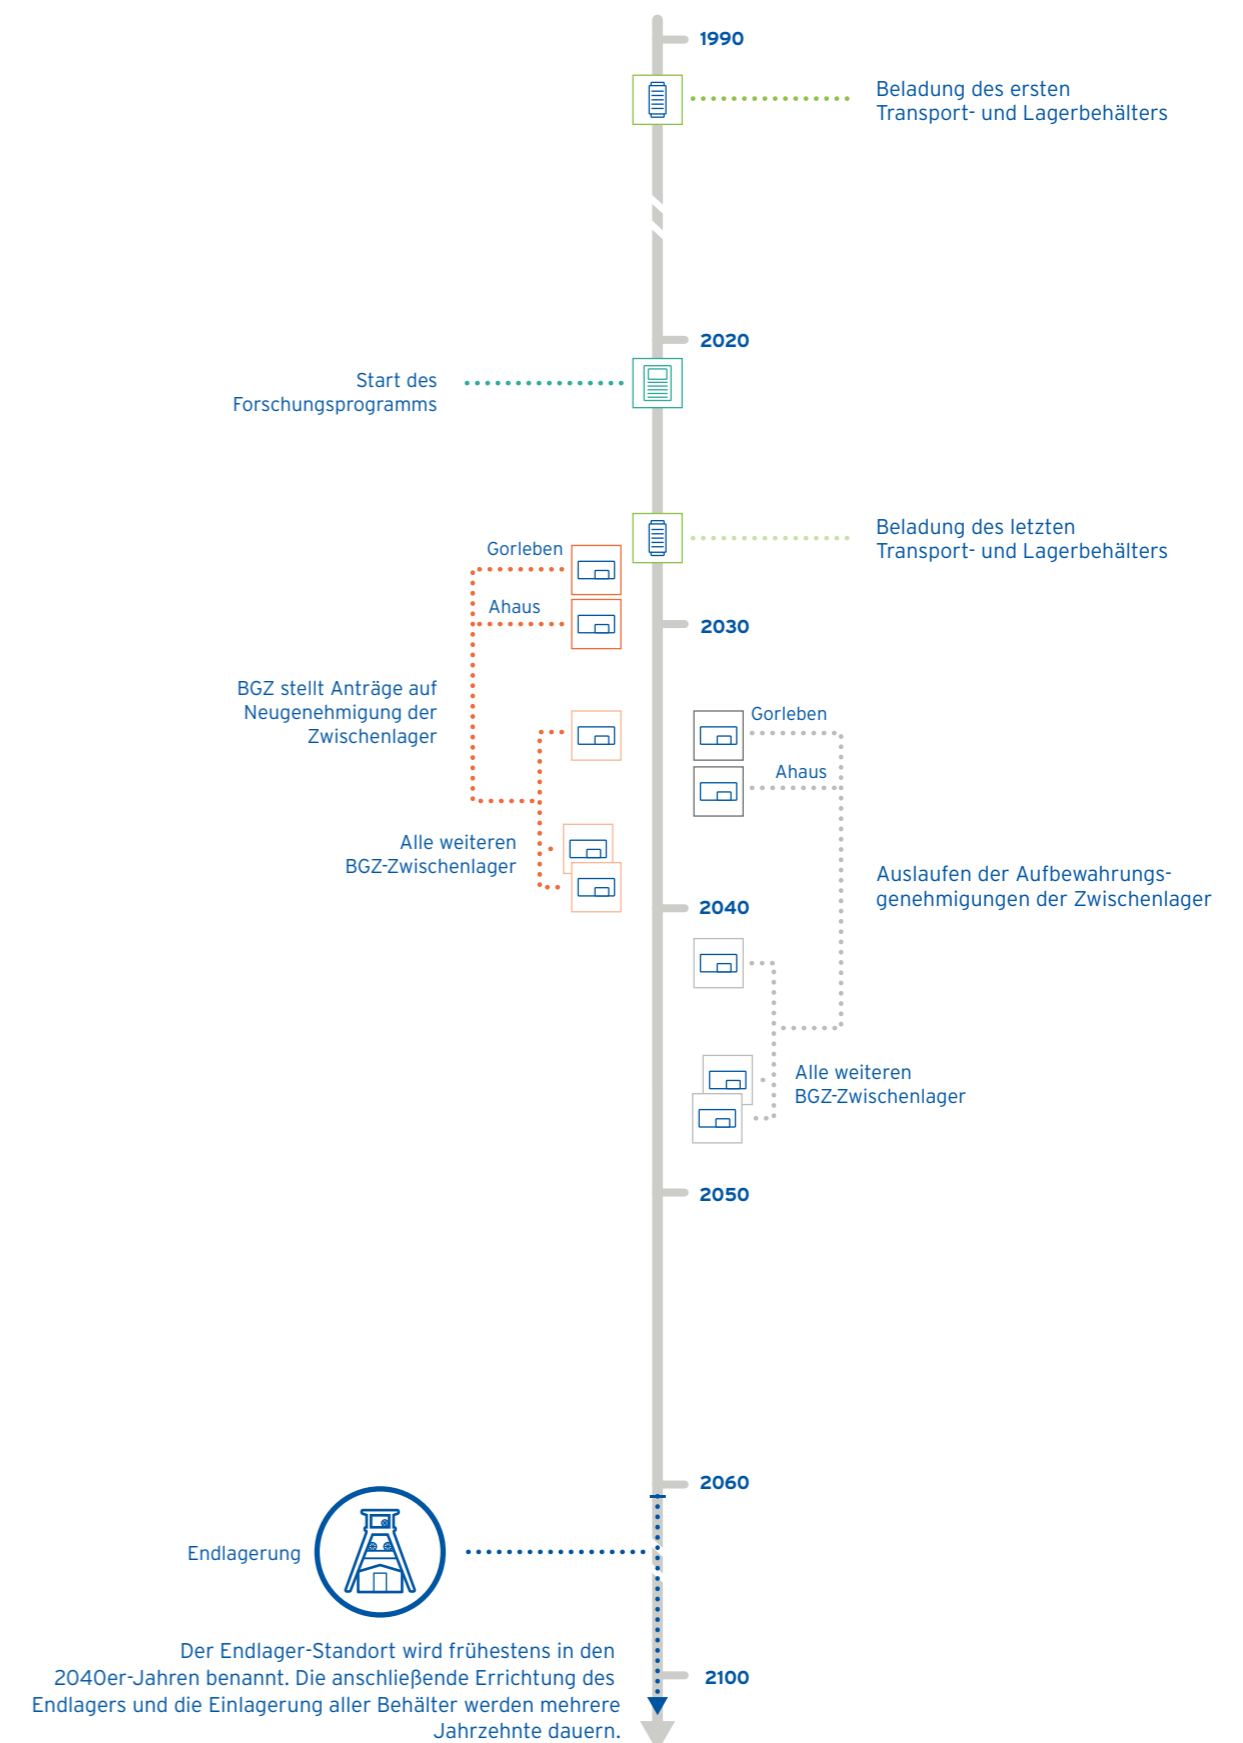 1990
Beladung des ersten
Transport- und Lagerbehälters
2020
Start des
Forschungsprogramms
Beladung des letzten
Transport- und Lagerbehälters
Gorleben
Ahaus
2030
BGZ stellt Anträge auf
Neugenehmigung der
Zwischenlager
Gorleben
Ahaus
Alle weiteren
BGZ-Zwischenlager
Auslaufen der Aufbewahrungs-
genehmigungen der Zwischenlager
2040
Alle weiteren
BGZ-Zwischenlager
2050
2060
Endlagerung
Der Endlager-Standort wird frühestens in den
2040er-Jahren benannt. Die anschließende Errichtung des
Endlagers und die Einlagerung aller Behälter werden mehrere
Jahrzehnte dauern.
2100